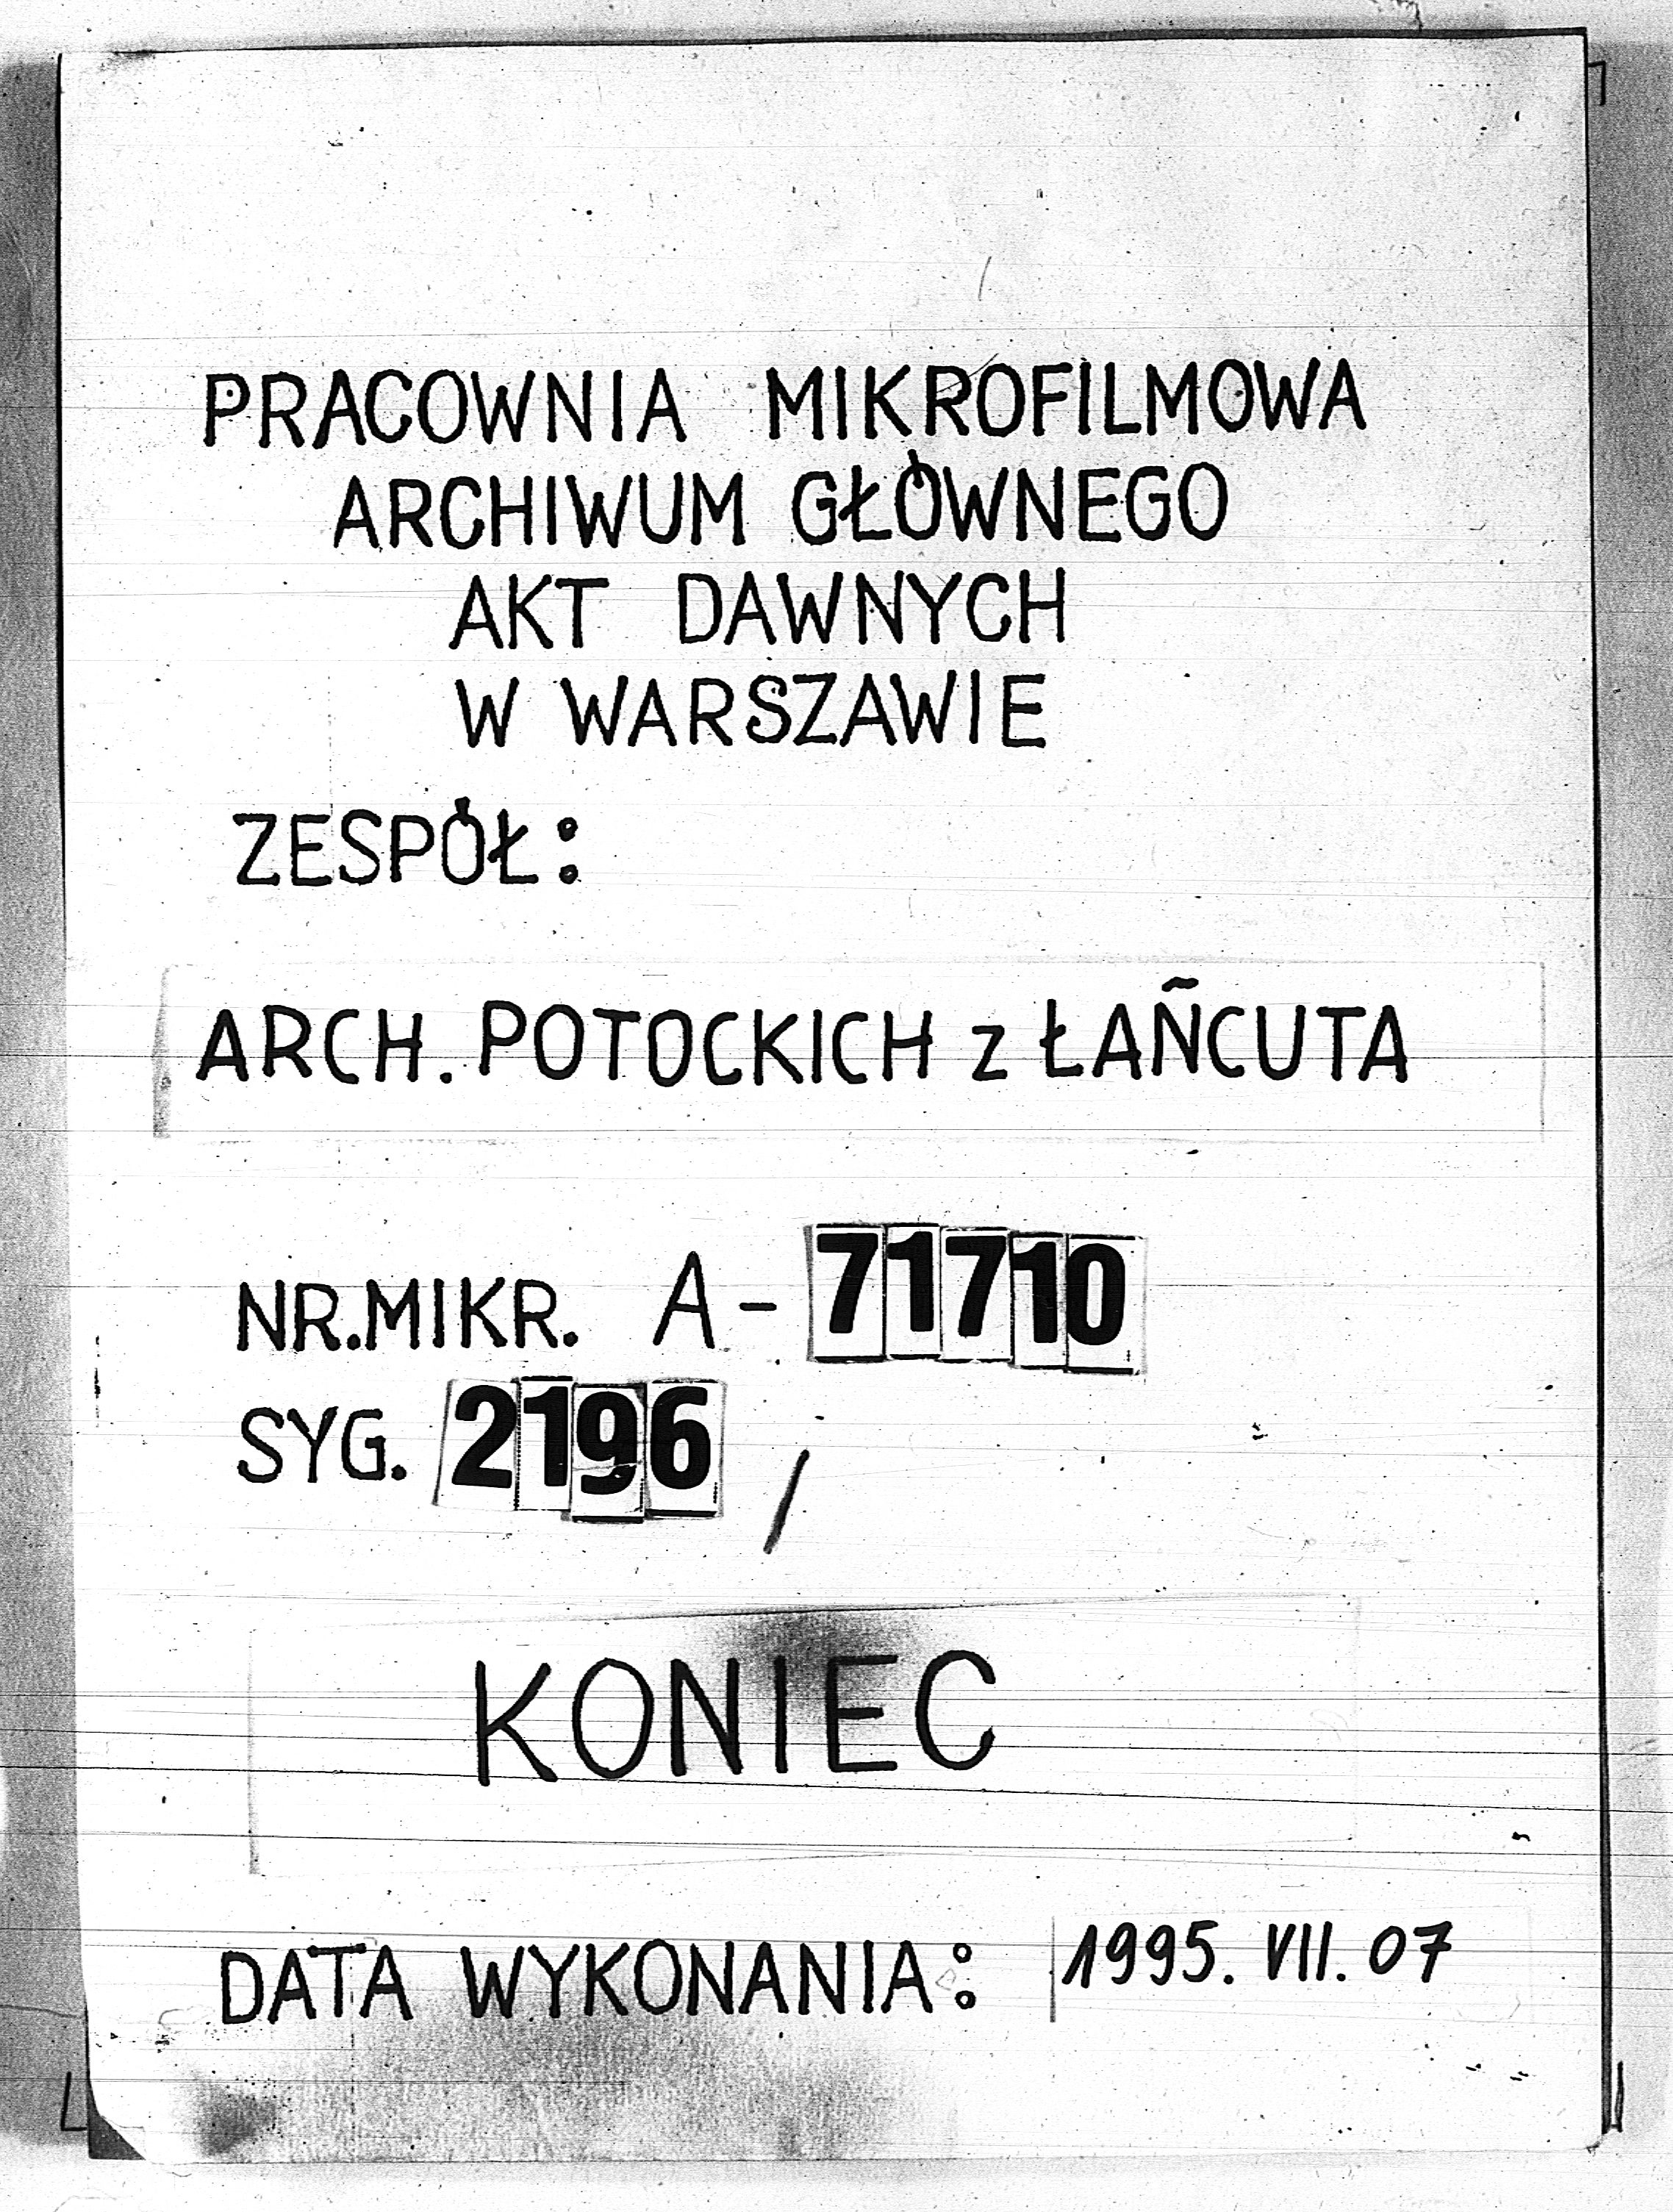 PRACOWNIA MIKROFILMOWA
ARCHIWUM GŁÓWNEGO
AKT DAWNYCH
W WARSZAWIE
ZESPÓŁ:
ARCH. POTOCKICH z ŁAŃCUTA
NR.MIKR. A-71710
SYG. 2196 /
KONIEC
DATA WYKONANIA: 1995. VII. 07